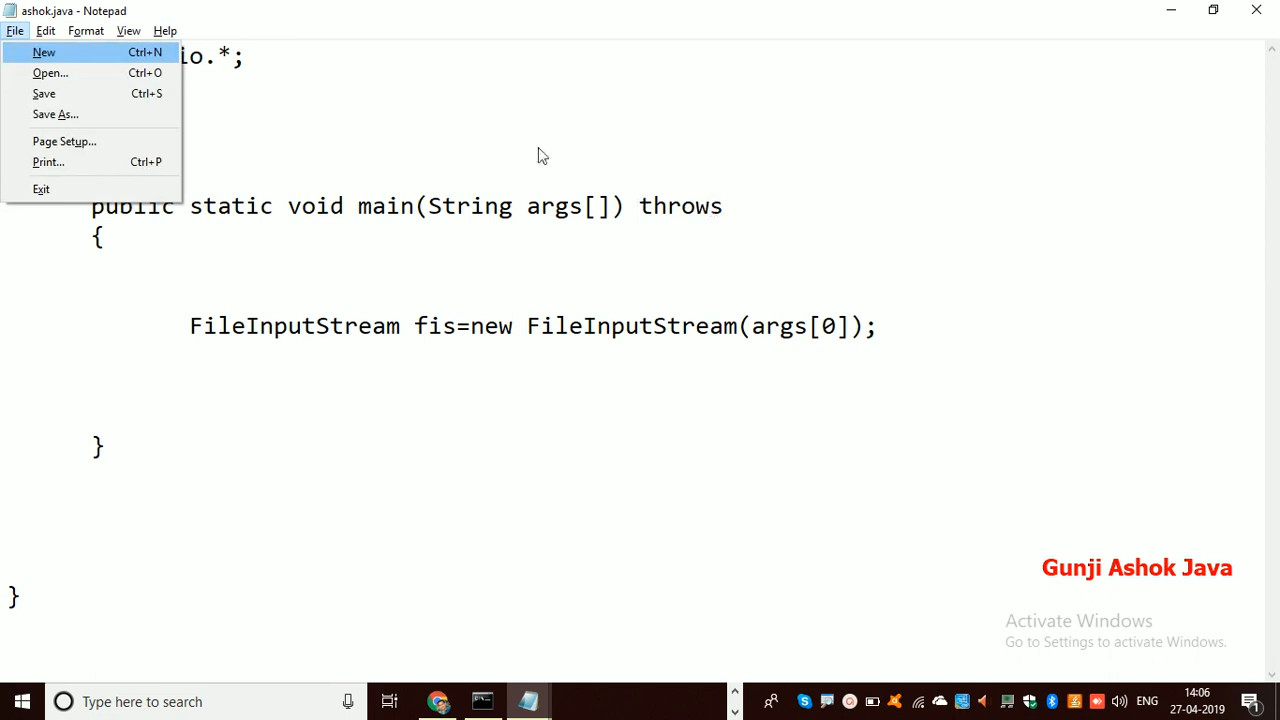 ashok.java - Notepad
File Edit Format View Help
New Ctrl+N
Open... Ctrl+O
Save Ctrl+S
Save As...
Page Setup...
Print... Ctrl+P
Exit
io.*;
public static void main(String args[]) throws
{
FileInputStream fis=new FileInputStream(args[0]);
}
}
Gunji Ashok Java
Activate Windows
Go to Settings to activate Windows.
Type here to search
ENG
14:06
27-04-2019
1